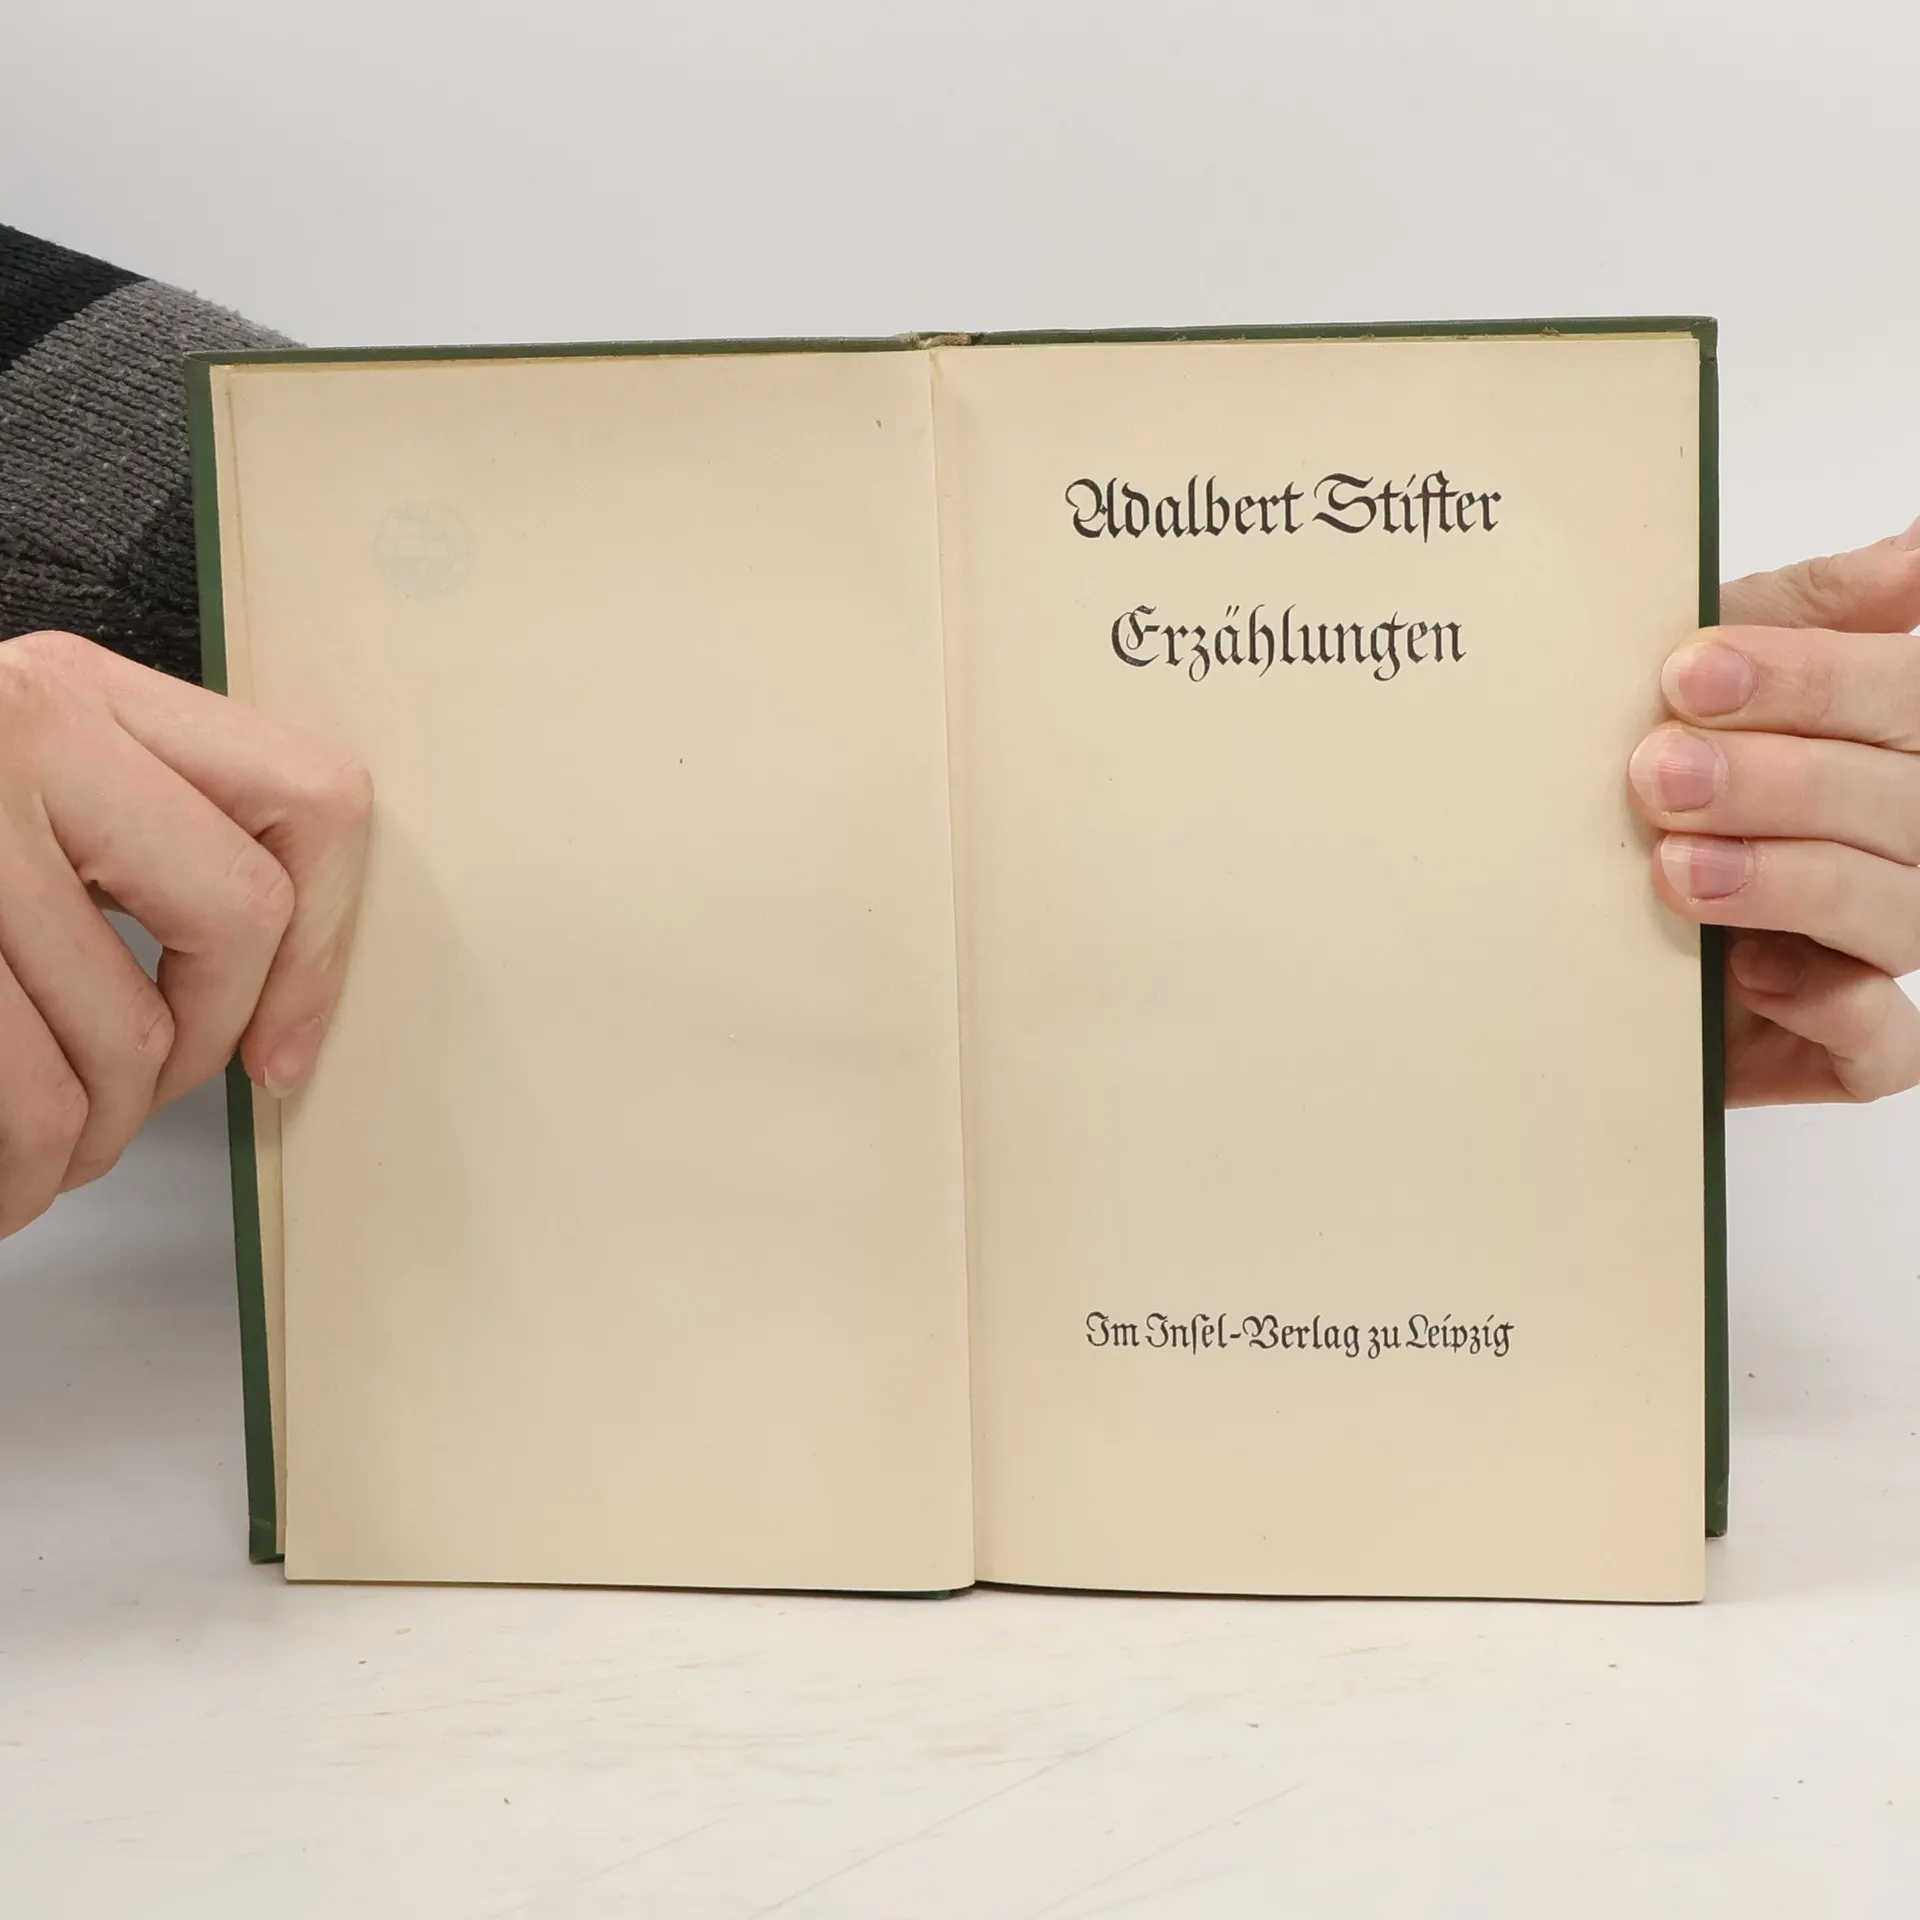 Adalbert Stifter
Erzählungen
Im Insel-Verlag zu Leipzig